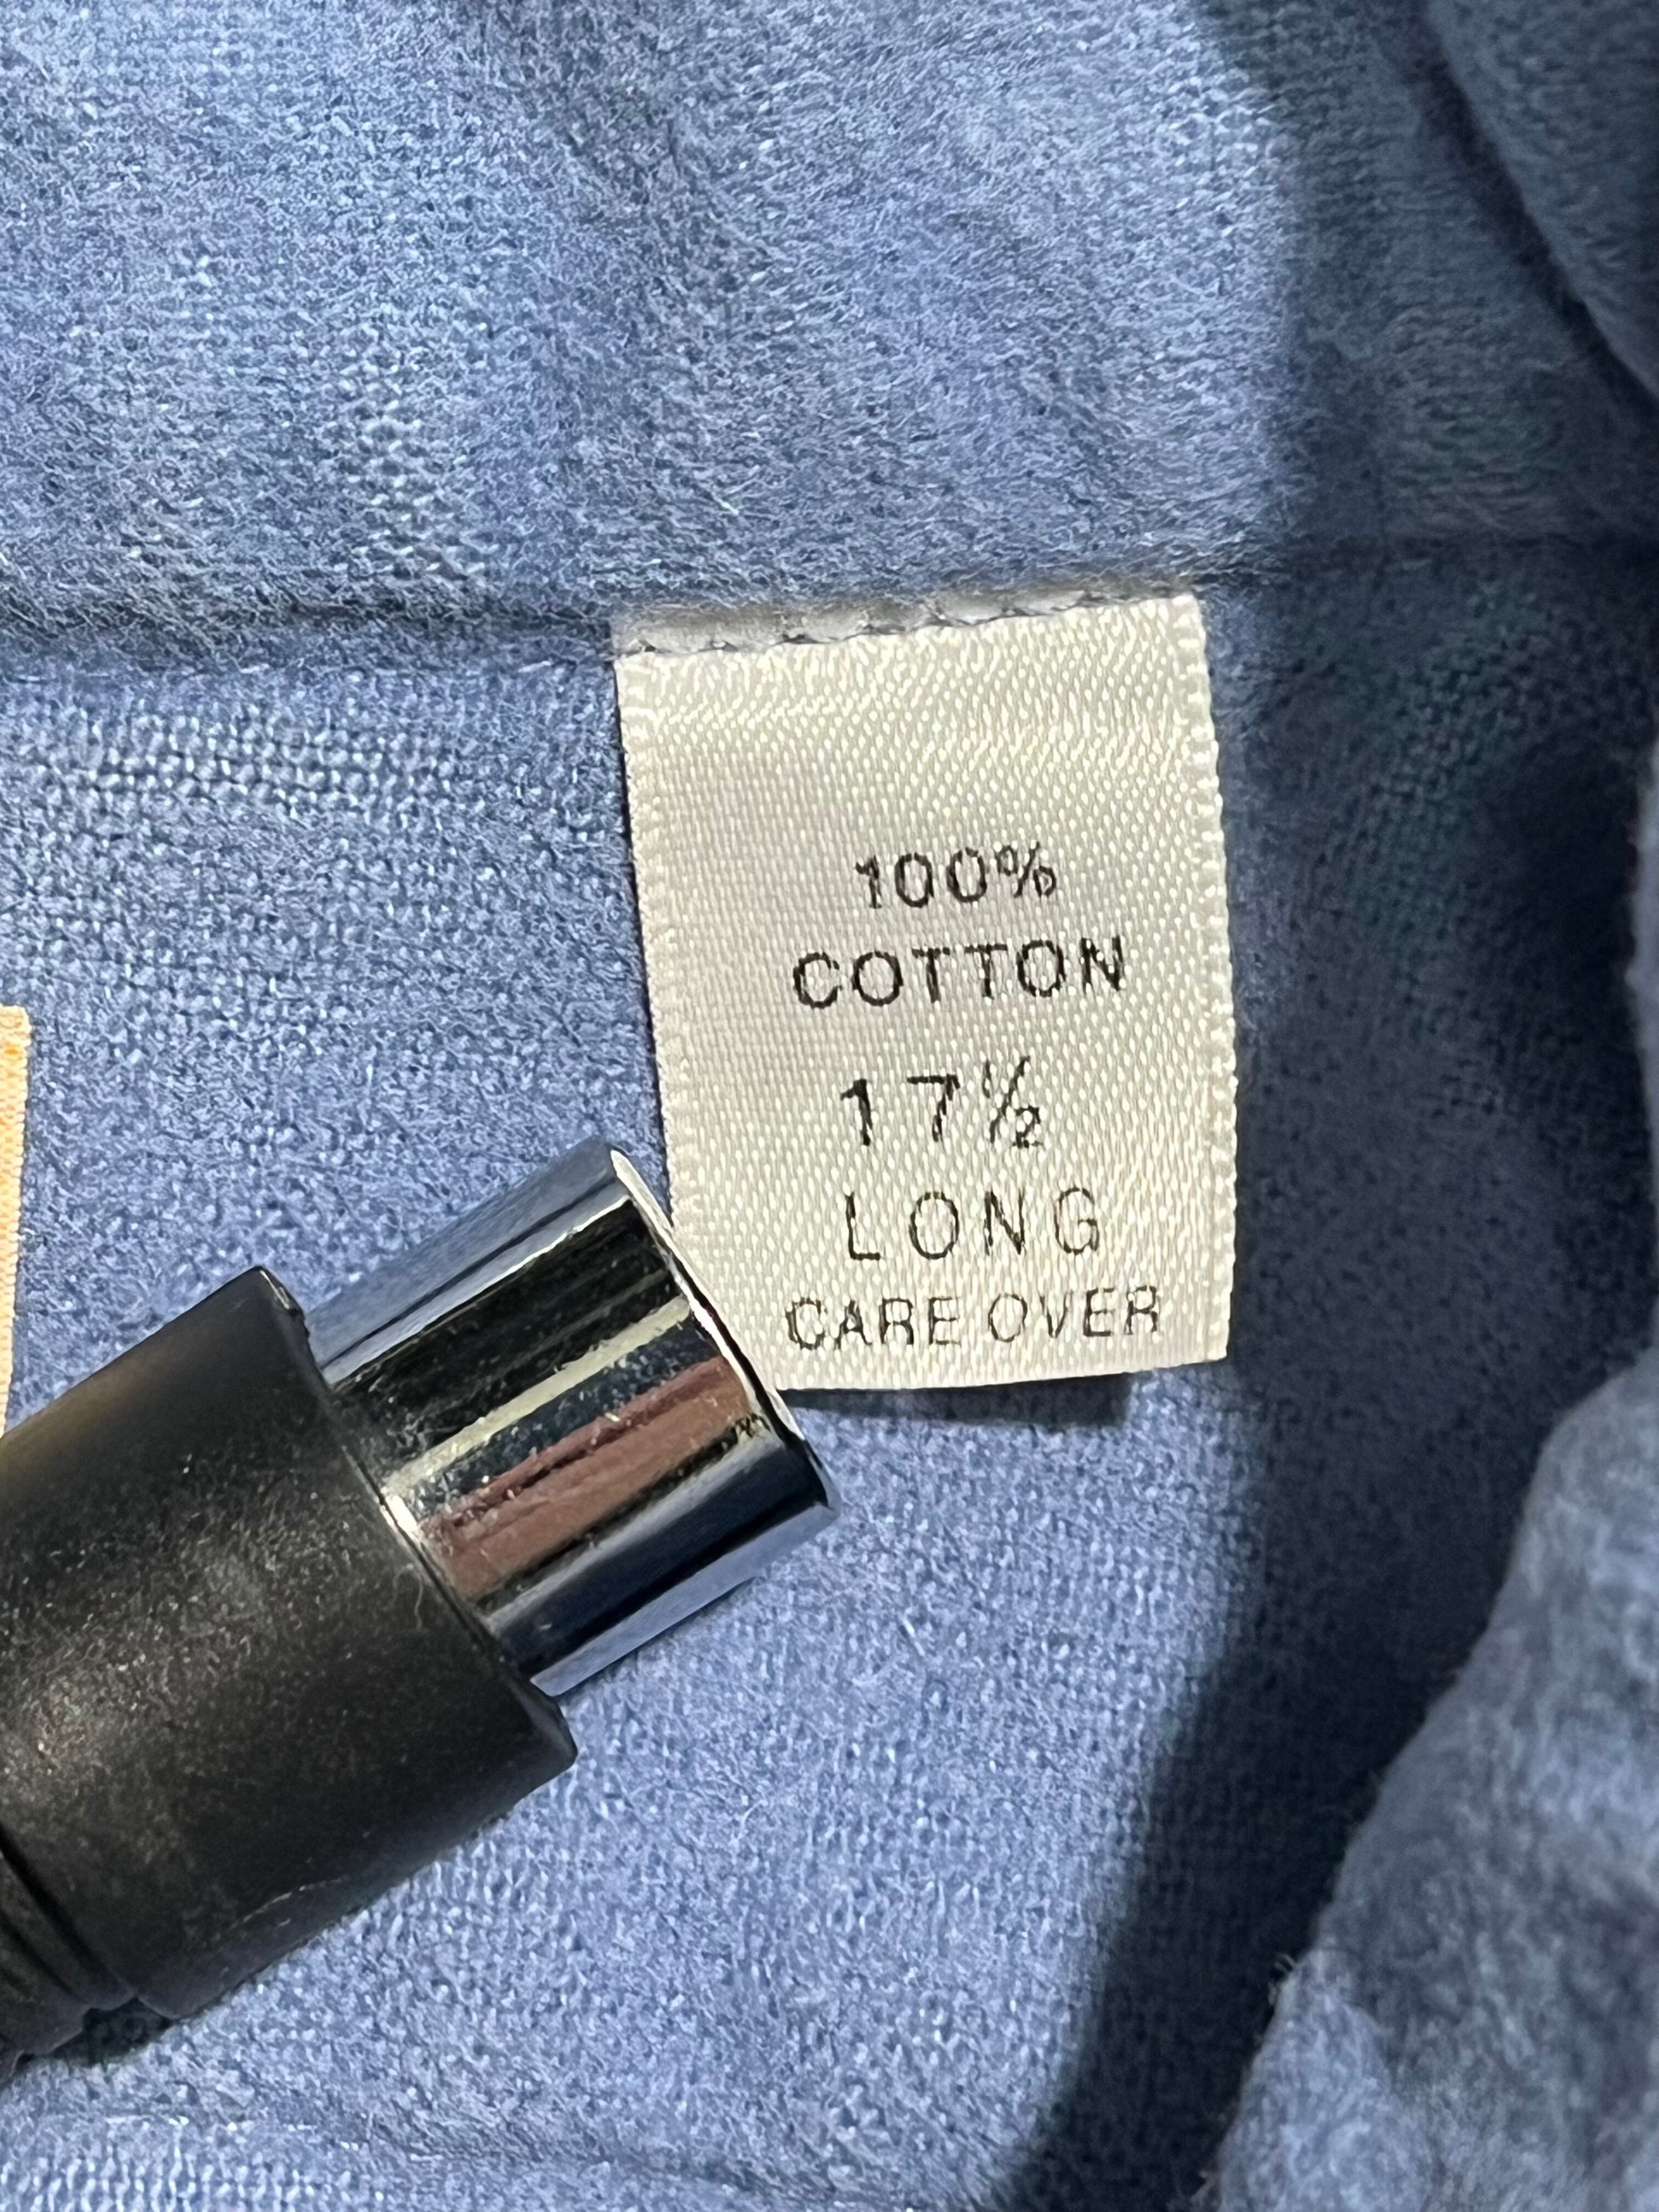 100%
COTTON
17½
LONG
CARE OVER